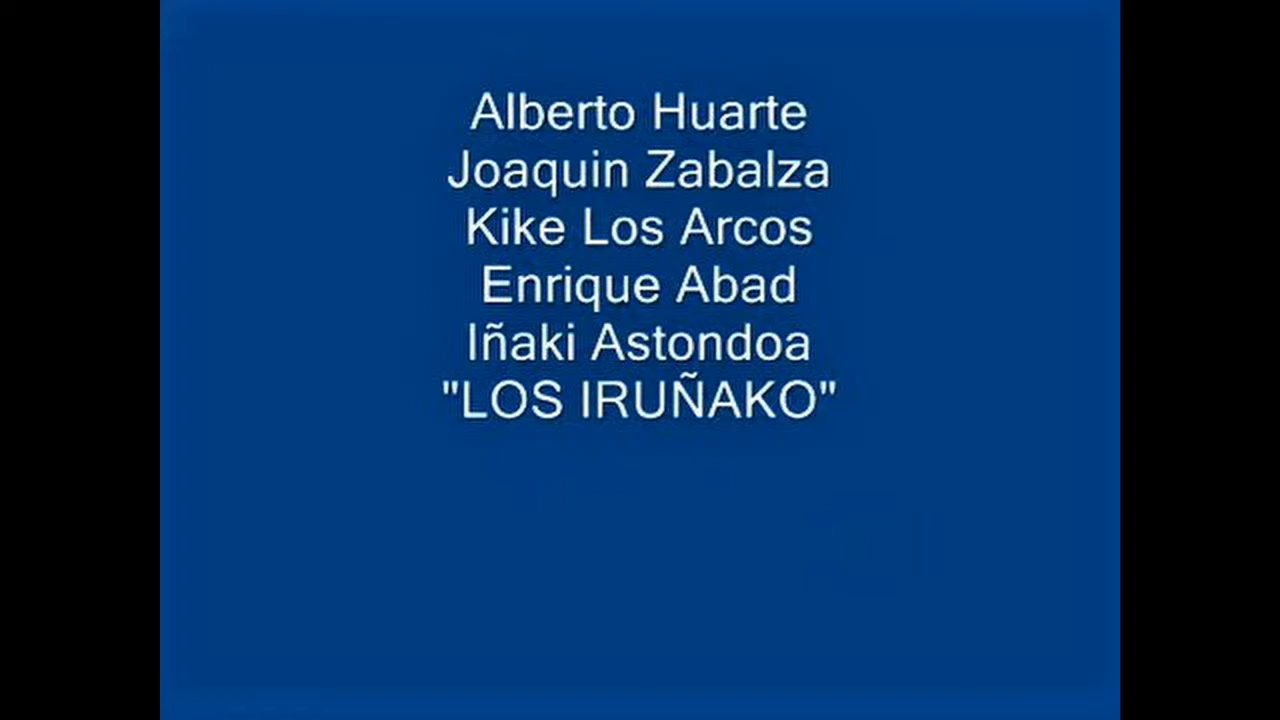 Alberto Huarte
Joaquin Zabalza
Kike Los Arcos
Enrique Abad
Iñaki Astondoa
"LOS IRUÑAKO"